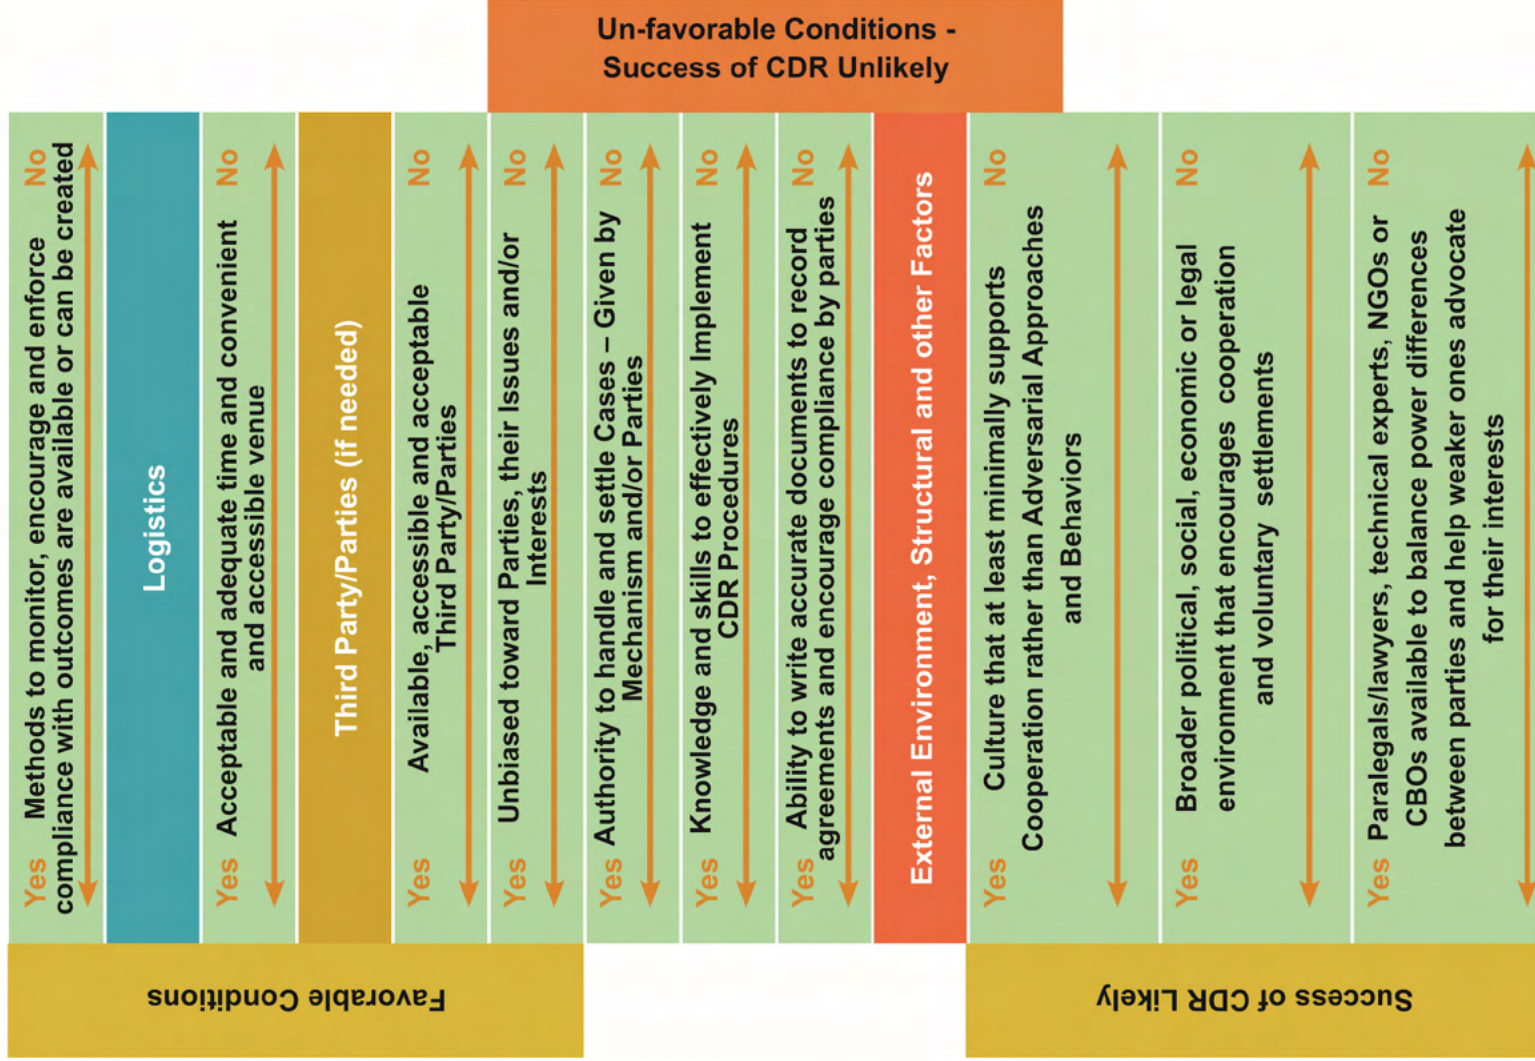 Un-favorable Conditions -
Success of CDR Unlikely
Yes Methods to monitor, encourage and enforce No
compliance with outcomes are available or can be created
Logistics
Yes Acceptable and adequate time and convenient No
and accessible venue
Third Party/Parties (if needed)
Yes Available, accessible and acceptable No
Third Party/Parties
Yes Unbiased toward Parties, their Issues and/or No
Interests
Yes Authority to handle and settle Cases – Given by No
Mechanism and/or Parties
Yes Knowledge and skills to effectively Implement No
CDR Procedures
Yes Ability to write accurate documents to record No
agreements and encourage compliance by parties
External Environment, Structural and other Factors
Yes Culture that at least minimally supports No
Cooperation rather than Adversarial Approaches
and Behaviors
Yes Broader political, social, economic or legal No
environment that encourages cooperation
and voluntary settlements
Yes Paralegals/lawyers, technical experts, NGOs or No
CBOs available to balance power differences
between parties and help weaker ones advocate
for their interests
Favorable Conditions
Success of CDR Likely